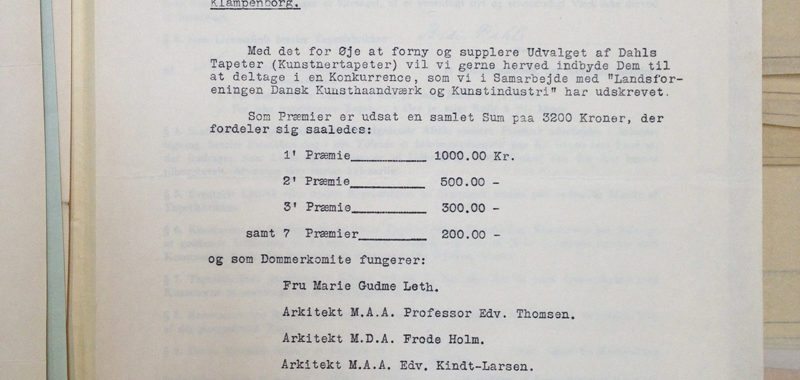 Klampenborg.
Med det for Øje at forny og supplere Udvalget af Dahls
Tapeter (Kunstnertapeter) vil vi gerne herved indbyde Dem til
at deltage i en Konkurrence, som vi i Samarbejde med "Landsfor-
eningen Dansk Kunsthaandværk og Kunstindustri" har udskrevet.
Som Præmier er udsat en samlet Sum paa 3200 Kroner, der
fordeler sig saaledes:
1' Præmie________ 1000.00 Kr.
2' Præmie________ 500.00 -
3' Præmie________ 300.00 -
samt 7 Præmier_______ 200.00 -
og som Dommerkomite fungerer:
Fru Marie Gudme Leth.
Arkitekt M.A.A. Professor Edv. Thomsen.
Arkitekt M.D.A. Frode Holm.
Arkitekt M.A.A. Edv. Kindt-Larsen.